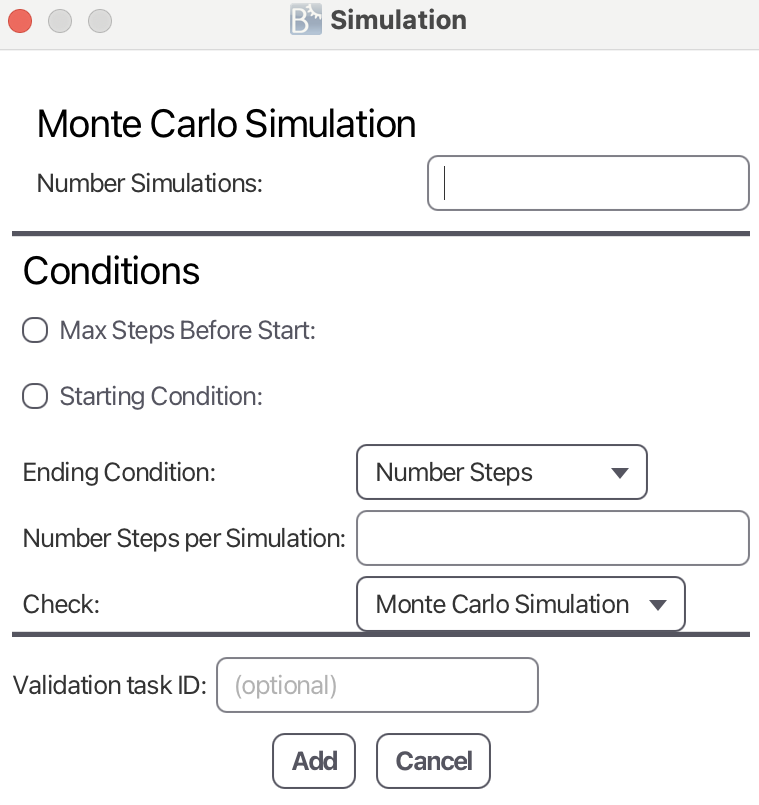 Simulation
Monte Carlo Simulation
Number Simulations:
Conditions
Max Steps Before Start:
Starting Condition:
Ending Condition: Number Steps
Number Steps per Simulation:
Check: Monte Carlo Simulation
Validation task ID: (optional)
Add Cancel